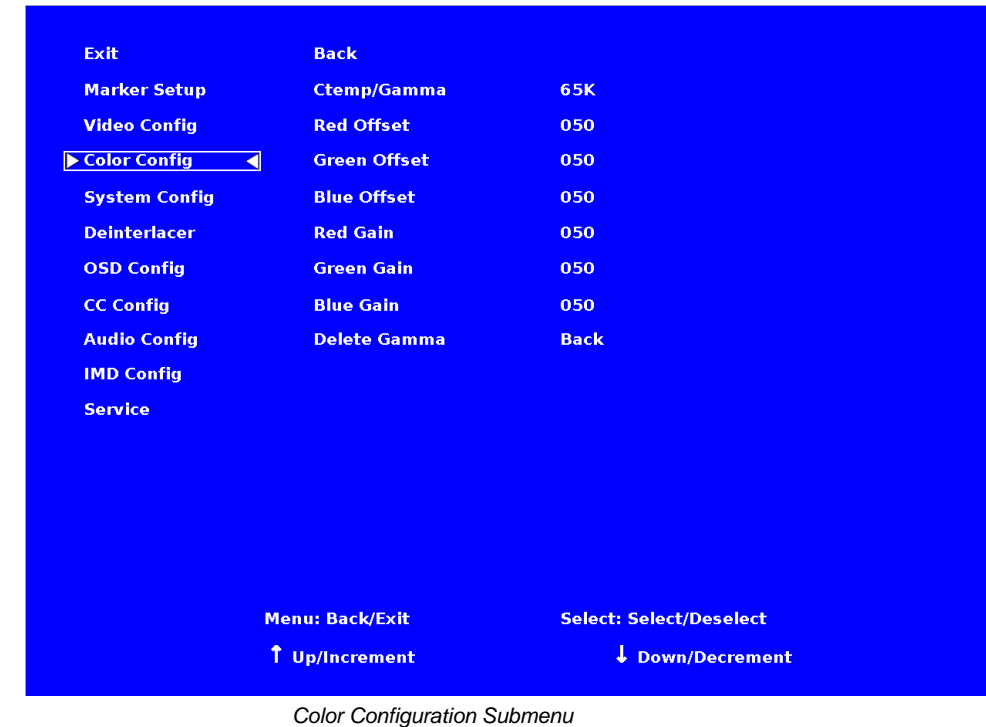 Exit Back
Marker Setup Ctemp/Gamma 65K
Video Config Red Offset 050
Color Config Green Offset 050
System Config Blue Offset 050
Deinterlacer Red Gain 050
OSD Config Green Gain 050
CC Config Blue Gain 050
Audio Config Delete Gamma Back
IMD Config
Service
Menu: Back/Exit Select: Select/Deselect
↑ Up/Increment ↓ Down/Decrement
Color Configuration Submenu